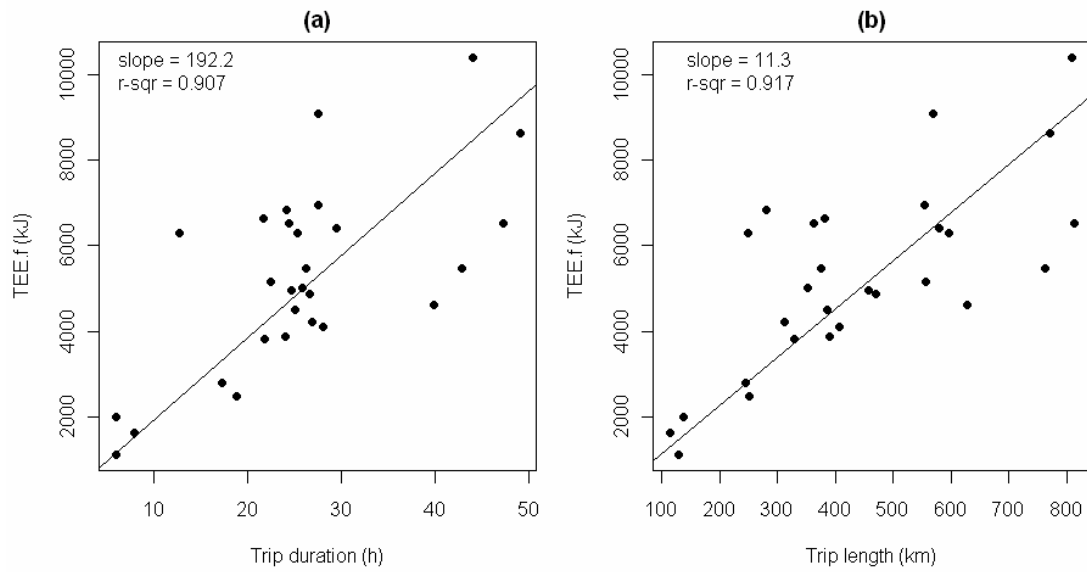 (a)
slope = 192.2
r-sqr = 0.907
TEE.f (kJ)
10000
8000
6000
4000
2000
10 20 30 40 50
Trip duration (h)
(b)
slope = 11.3
r-sqr = 0.917
TEE.f (kJ)
10000
8000
6000
4000
2000
100 200 300 400 500 600 700 800
Trip length (km)